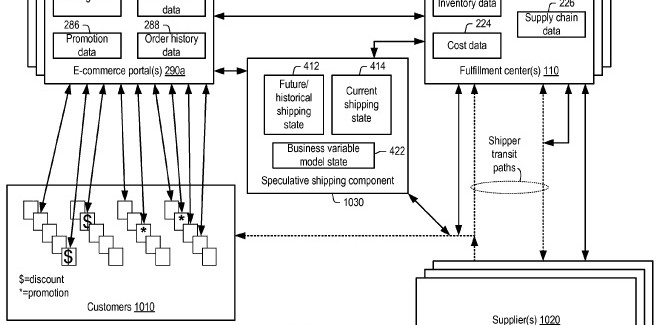 data
Inventory data
226
Supply chain data
286
Promotion data
288
Order history data
224
Cost data
E-commerce portal(s) 290a
Fulfillment center(s) 110
412
Future/
historical
shipping
state
414
Current
shipping
state
Business variable
model state
422
Speculative shipping component
1030
Shipper
transit
paths
$
$
*
*
$=discount
*=promotion
Customers 1010
Supplier(s) 1020